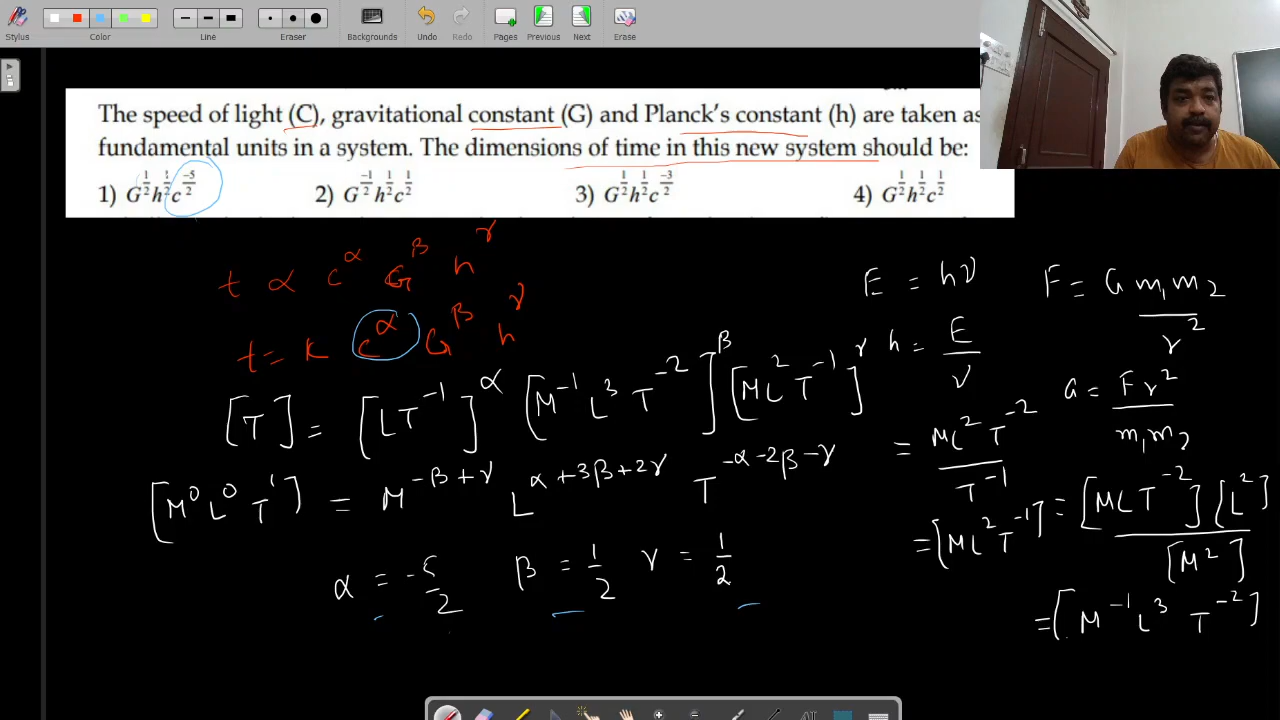 Stylus Color Line Eraser Backgrounds Undo Redo Pages Previous Next Erase
The speed of light (C), gravitational constant (G) and Planck's constant (h) are taken as
fundamental units in a system. The dimensions of time in this new system should be:
1) G^{1/2}h^{1/2}c^{-5/2} 2) G^{-1/2}h^{1/2}c^{1/2} 3) G^{1/2}h^{1/2}c^{-3/2} 4) G^{1/2}h^{1/2}c^{1/2}
t ∝ c^α G^β h^γ
t = K c^α G^β h^γ
[T] = [LT^{-1}]^α [M^{-1} L^3 T^{-2}]^β [ML^2 T^{-1}]^γ
[M^0 L^0 T^1] = M^{-β+γ} L^{α+3β+2γ} T^{-α-2β-γ}
α = -5/2 β = 1/2 γ = 1/2
E = hν
h = E/ν
= ML^2 T^{-2}/T^{-1}
= [ML^2 T^{-1}]
F = G m₁ m₂/r^2
G = F r^2/m₁ m₂
= [MLT^{-2}] [L^2]/[M^2]
= [M^{-1} L^3 T^{-2}]